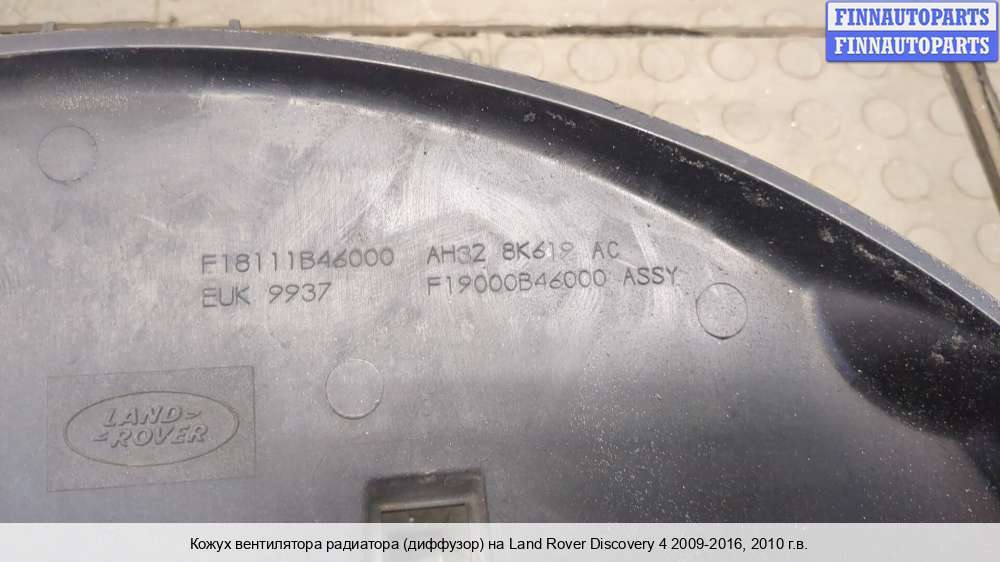 FINNAUTOPARTS
FINNAUTOPARTS
F18111B46000 AH32 8K619 AC
EUK 9937 F19000B46000 ASSY
LAND
ROVER
Кожух вентилятора радиатора (диффузор) на Land Rover Discovery 4 2009-2016, 2010 г.в.